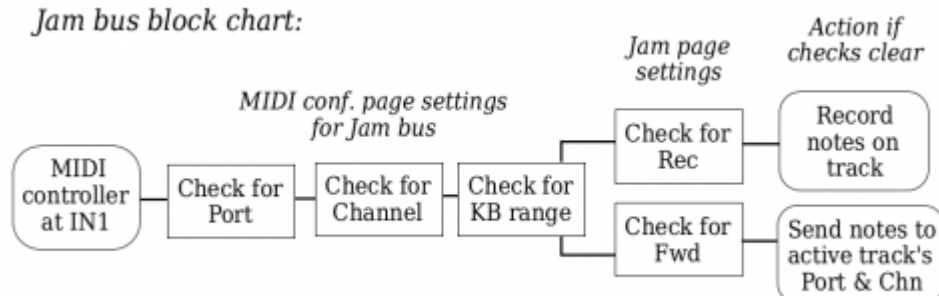 Jam bus block chart:
Action if
checks clear
Jam page
settings
MIDI conf. page settings
for Jam bus
MIDI
controller
at IN1
Check for
Port
Check for
Channel
Check for
KB range
Check for
Rec
Record
notes on
track
Check for
Fwd
Send notes to
active track's
Port & Chn